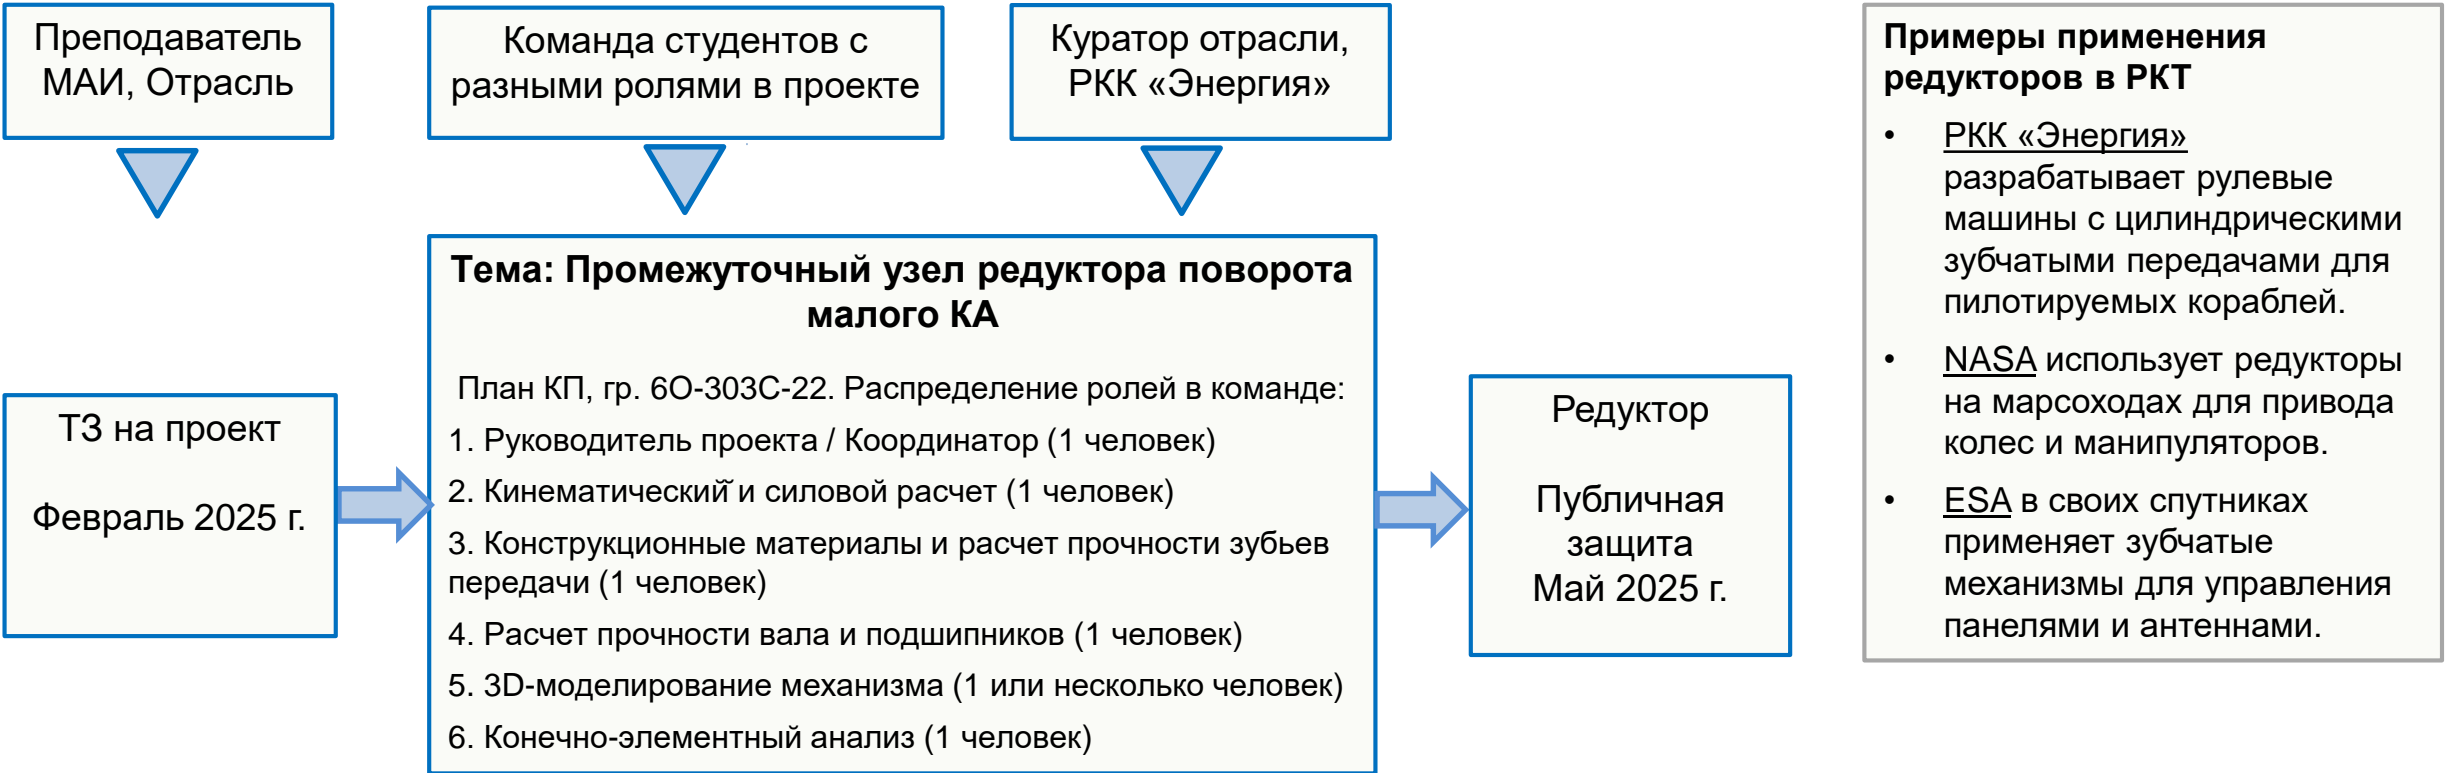 Преподаватель
МАИ, Отрасль
Команда студентов с
разными ролями в проекте
Куратор отрасли,
РКК «Энергия»
ТЗ на проект
Февраль 2025 г.
Тема: Промежуточный узел редуктора поворота
малого КА
План КП, гр. 6О-303С-22. Распределение ролей в команде:
1. Руководитель проекта / Координатор (1 человек)
2. Кинематический и силовой расчет (1 человек)
3. Конструкционные материалы и расчет прочности зубьев
передачи (1 человек)
4. Расчет прочности вала и подшипников (1 человек)
5. 3D-моделирование механизма (1 или несколько человек)
6. Конечно-элементный анализ (1 человек)
Редуктор
Публичная
защита
Май 2025 г.
Примеры применения
редукторов в РКТ
• РКК «Энергия»
разрабатывает рулевые
машины с цилиндрическими
зубчатыми передачами для
пилотируемых кораблей.
• NASA использует редукторы
на марсоходах для привода
колес и манипуляторов.
• ESA в своих спутниках
применяет зубчатые
механизмы для управления
панелями и антеннами.